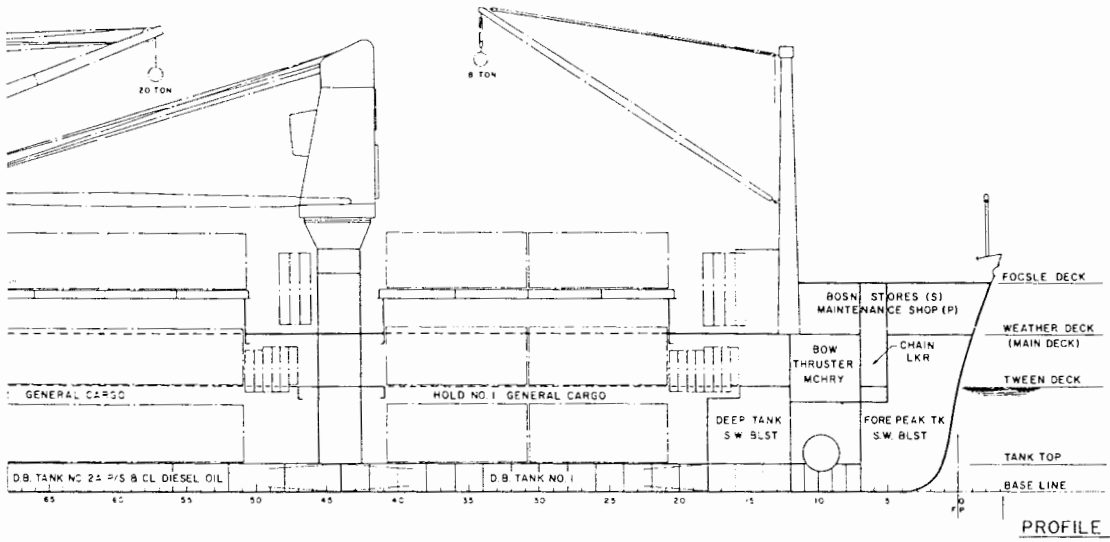 20 TON
8 TON
FOCSLE DECK
BOSN STORES (S)
MAINTENANCE SHOP (P)
WEATHER DECK
(MAIN DECK)
CHAIN
LKR
BOW
THRUSTER
MCHRY
TWEEN DECK
GENERAL CARGO
HOLD NO. 1 GENERAL CARGO
DEEP TANK
S.W. BLST
FORE PEAK TK
S.W. BLST
TANK TOP
D.B. TANK NO 2A P/S & CL DIESEL OIL
D.B. TANK NO. 1
BASE LINE
65 60 55 50 45 40 35 30 25 20 15 10 5 0
F.P.
PROFILE